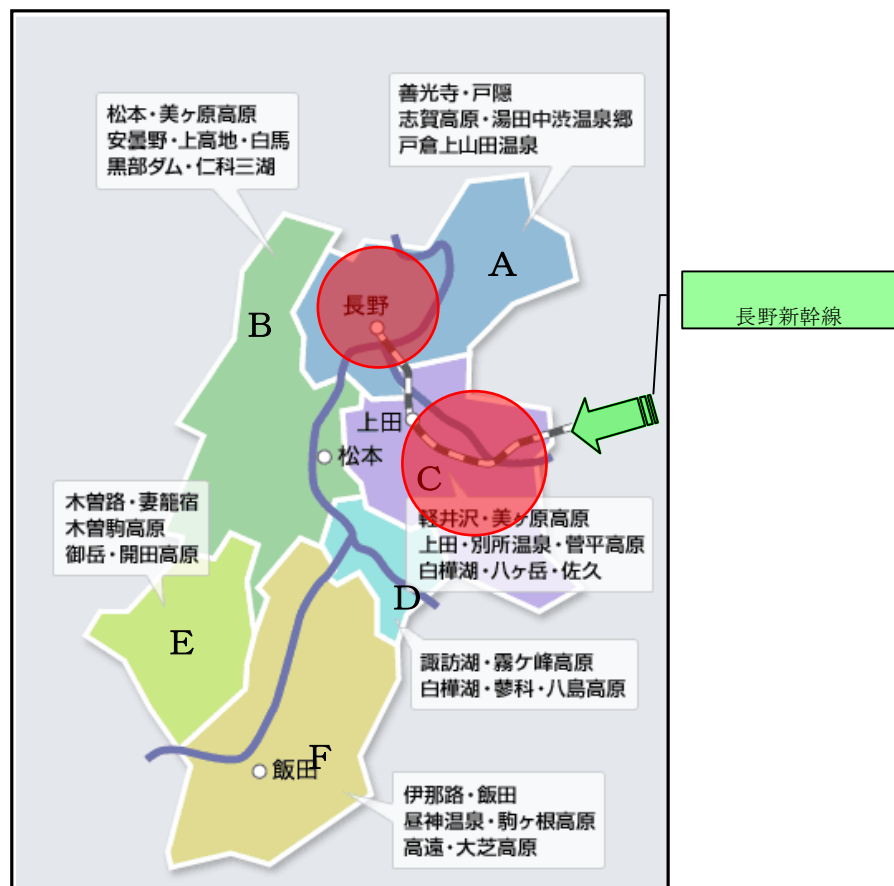 善光寺・戸隠
志賀高原・湯田中渋温泉郷
戸倉上山田温泉
松本・美ヶ原高原
安曇野・上高地・白馬
黒部ダム・仁科三湖
A
長野
B
長野新幹線
上田
松本
C
木曽路・妻籠宿
木曽駒高原
御岳・開田高原
軽井沢・美ヶ原高原
上田・別所温泉・菅平高原
白樺湖・八ヶ岳・佐久
D
E
諏訪湖・霧ケ峰高原
白樺湖・蓼科・八島高原
F
飯田
伊那路・飯田
昼神温泉・駒ヶ根高原
高遠・大芝高原